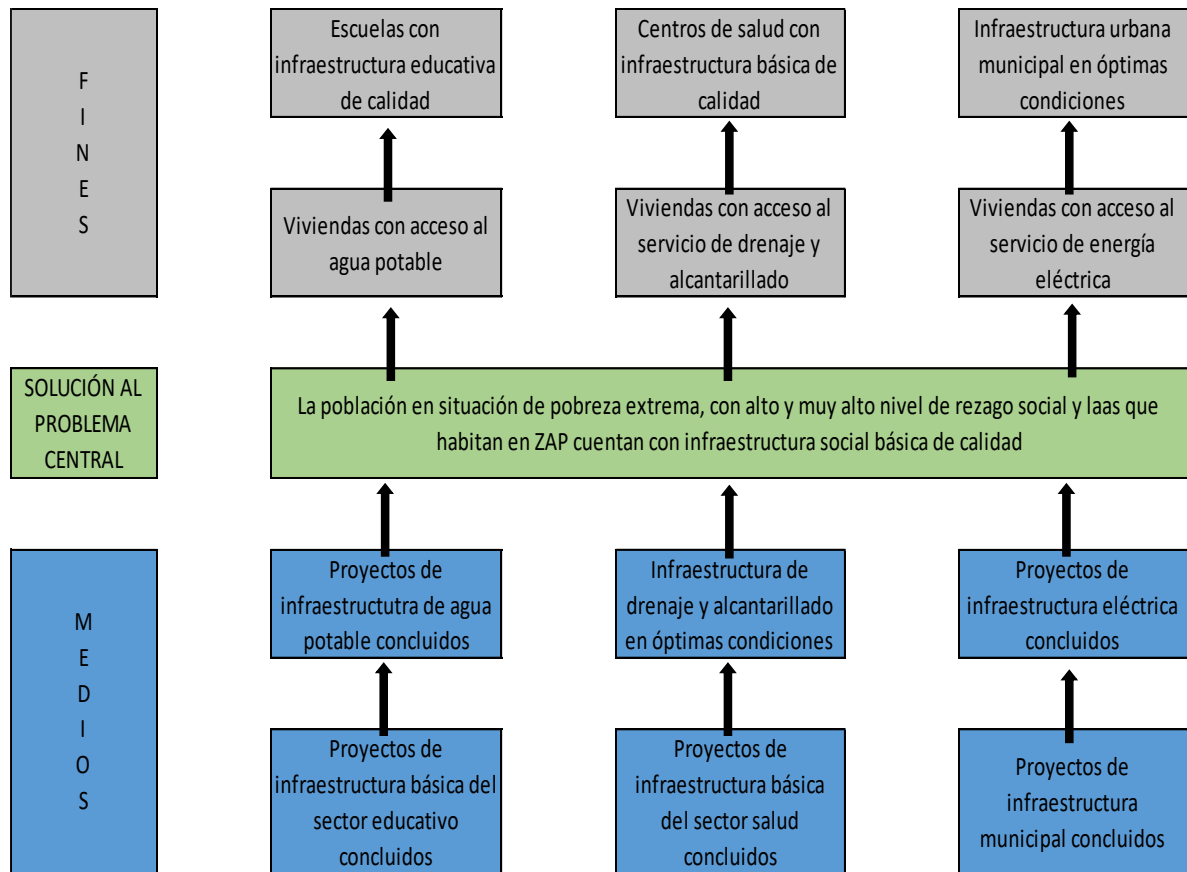 F
I
N
E
S
Escuelas con
infraestructura educativa
de calidad
Centros de salud con
infraestructura básica de
calidad
Infraestructura urbana
municipal en óptimas
condiciones
Viviendas con acceso al
agua potable
Viviendas con acceso al
servicio de drenaje y
alcantarillado
Viviendas con acceso al
servicio de energía
eléctrica
SOLUCIÓN AL
PROBLEMA
CENTRAL
La población en situación de pobreza extrema, con alto y muy alto nivel de rezago social y laas que
habitan en ZAP cuentan con infraestructura social básica de calidad
M
E
D
I
O
S
Proyectos de
infraestructutra de agua
potable concluidos
Infraestructura de
drenaje y alcantarillado
en óptimas condiciones
Proyectos de
infraestructura eléctrica
concluidos
Proyectos de
infraestructura básica del
sector educativo
concluidos
Proyectos de
infraestructura básica
del sector salud
concluidos
Proyectos de
infraestructura
municipal concluidos